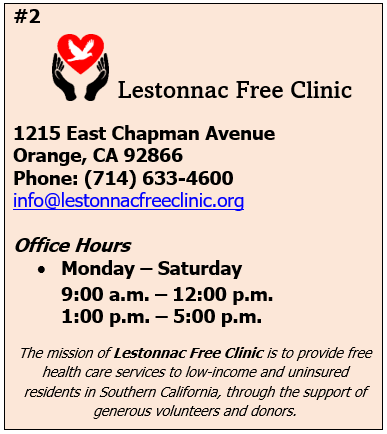 #2
Lestonnac Free Clinic
1215 East Chapman Avenue
Orange, CA 92866
Phone: (714) 633-4600
info@lestonnacfreeclinic.org
Office Hours
• Monday – Saturday
9:00 a.m. – 12:00 p.m.
1:00 p.m. – 5:00 p.m.
The mission of Lestonnac Free Clinic is to provide free
health care services to low-income and uninsured
residents in Southern California, through the support of
generous volunteers and donors.